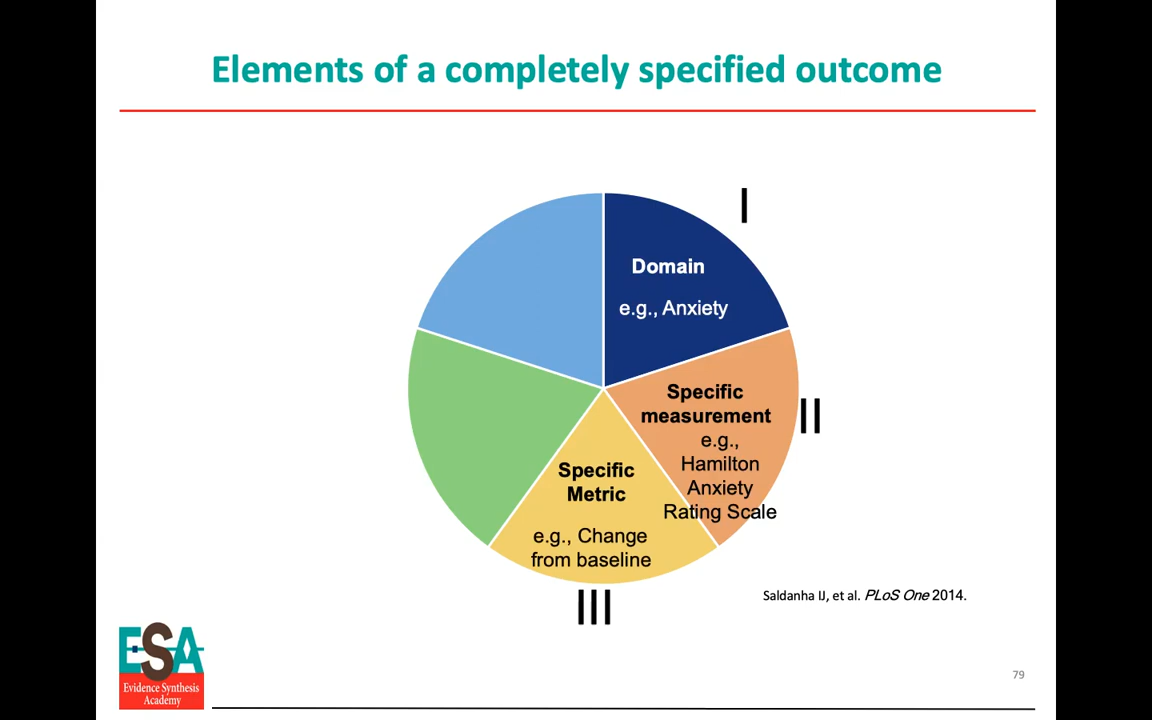 Elements of a completely specified outcome
I
Domain
e.g., Anxiety
Specific
measurement
e.g.,
Hamilton
Anxiety
Rating Scale
II
Specific
Metric
e.g., Change
from baseline
III
Saldanha IJ, et al. PLoS One 2014.
ESA
Evidence Synthesis
Academy
79